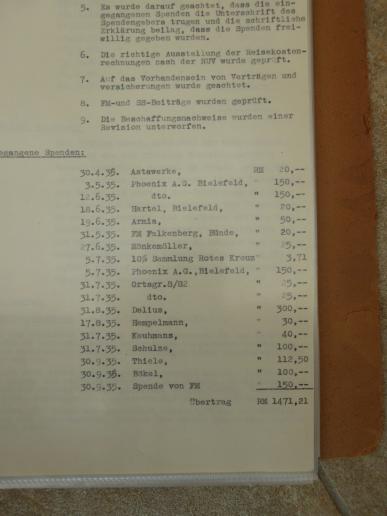 5. Es wurde darauf geachtet, dass die ein-
gegangenen Spenden die Unterschrift des
Spendengebers trugen und die schriftliche
Erklärung beilag, dass die Spenden frei-
willig gegeben wurden.
6. Die richtige Ausstellung der Reisekosten-
rechnungen nach der RUV wurde geprüft.
7. Auf das Vorhandensein von Verträgen und
versicherungen wurde geachtet.
8. FM-und SS-Beiträge wurden geprüft.
9. Die Beschaffungsnachweise wurden einer
Revision unterworfen.
egangene Spenden:
30.4.35. Astawerke, RM 20,--
3.5.35. Phoenix A.G. Bielefeld, " 150,--
12.6.35. dto. " 150,--
18.6.35. Hartel, Bielefeld, " 20,--
19.6.35. Armia, " 50,--
31.5.35. FM Falkenberg, Bünde, " 20,--
27.6.35. Mönkemöller, " 25,--
5.7.35. 10% Sammlung Rotes Kreuz " 3,71
5.7.35. Phoenix A.G.,Bielefeld, " 150,--
31.7.35. Ortsgr.8/82 " 25,--
31.7.35. dto. " 25,--
31.8.35. Delius, " 300,--
17.8.35. Hempelmann, " 30,--
31.7.35. Kauhmans, " 40,--
31.7.35. Schulze, " 100,--
30.9.35. Thiele, " 112,50
30.9.35. Bökel, " 100,--
30.9.35. Spende von FM " 150,--
Übertrag RM 1471,21